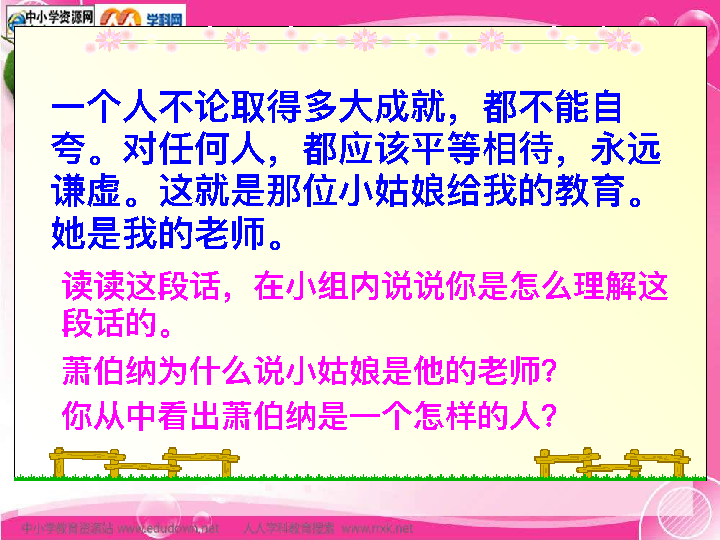 中小学资源网 学科网
一个人不论取得多大成就，都不能自
夸。对任何人，都应该平等相待，永远
谦虚。这就是那位小姑娘给我的教育。
她是我的老师。
读读这段话，在小组内说说你是怎么理解这
段话的。
萧伯纳为什么说小姑娘是他的老师?
你从中看出萧伯纳是一个怎样的人?
中小学教育资源站 www.edudown.net 人人学科教育搜索 www.rrxk.net